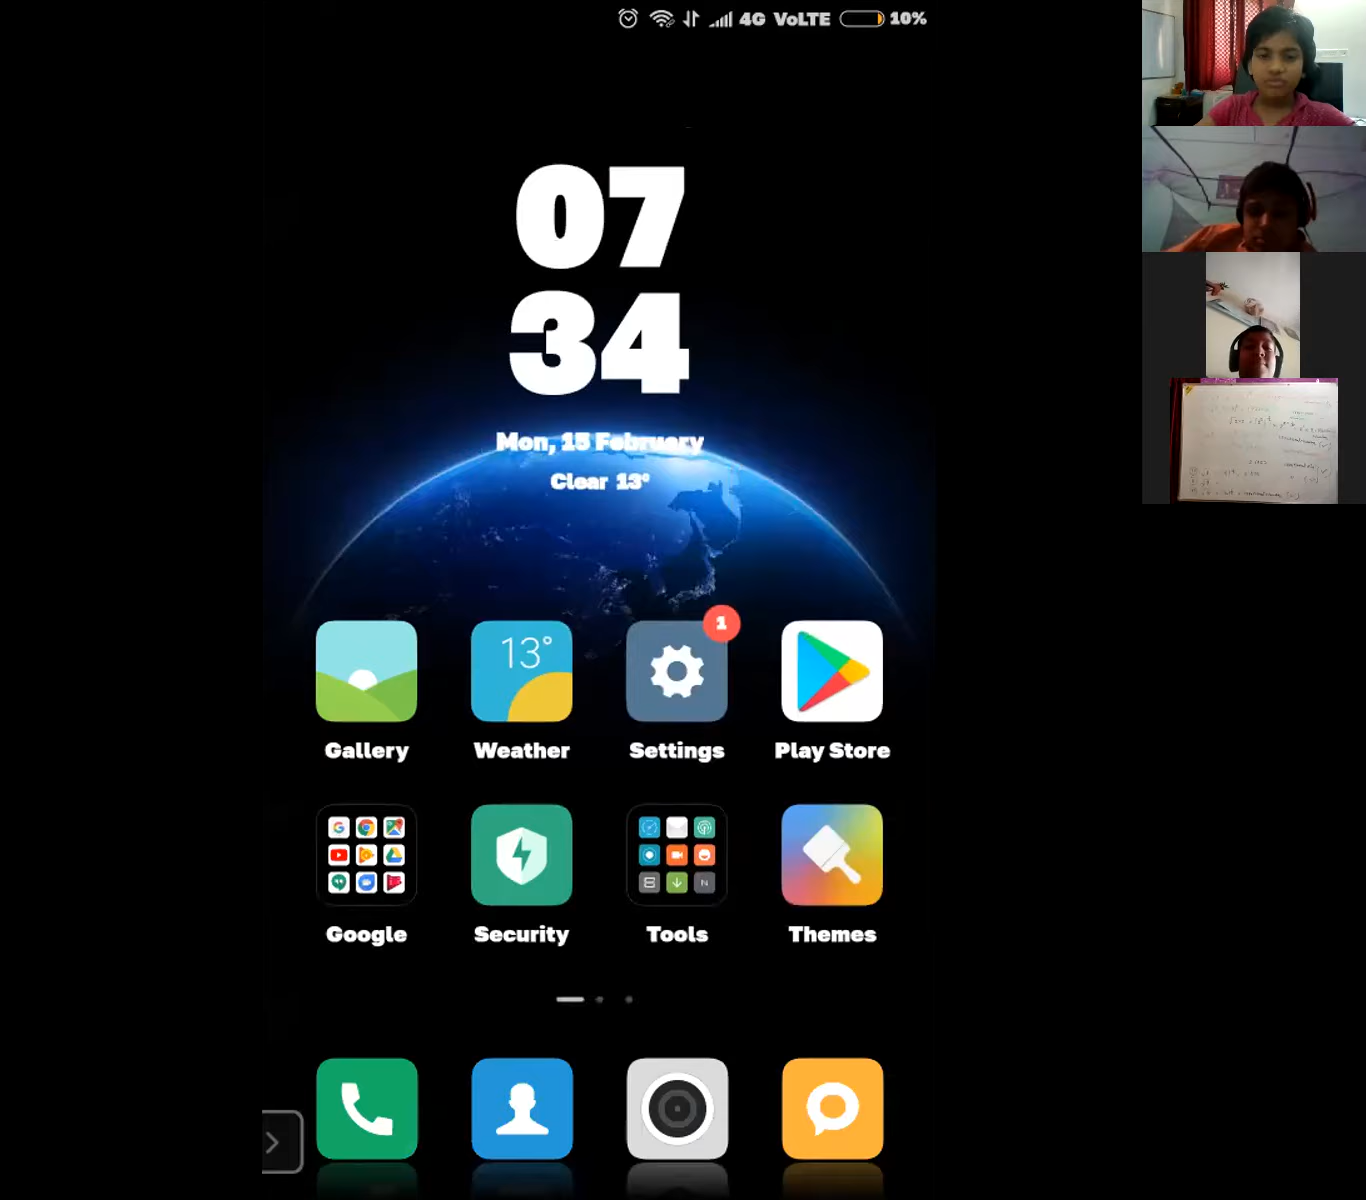 4G VoLTE 10%
07
34
Mon, 15 February
Clear 13°
13°
1
Gallery
Weather
Settings
Play Store
Google
Security
Tools
Themes